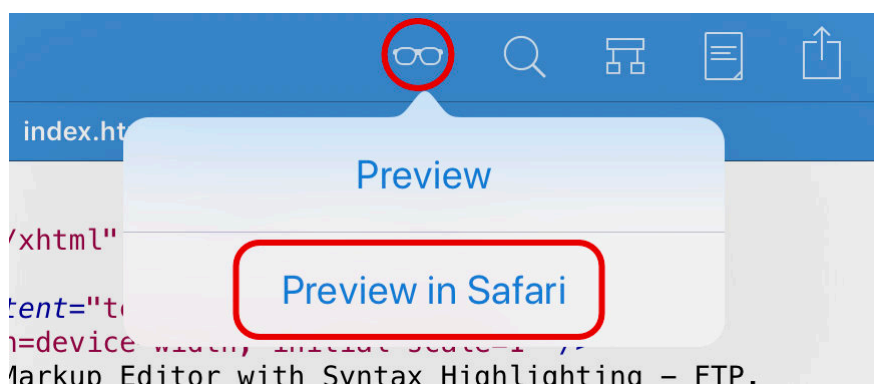 index.ht
Preview
/xhtml"
Preview in Safari
tent="t
n=device-width, initial-scale=1" />
Markup Editor with Syntax Highlighting – FTP,